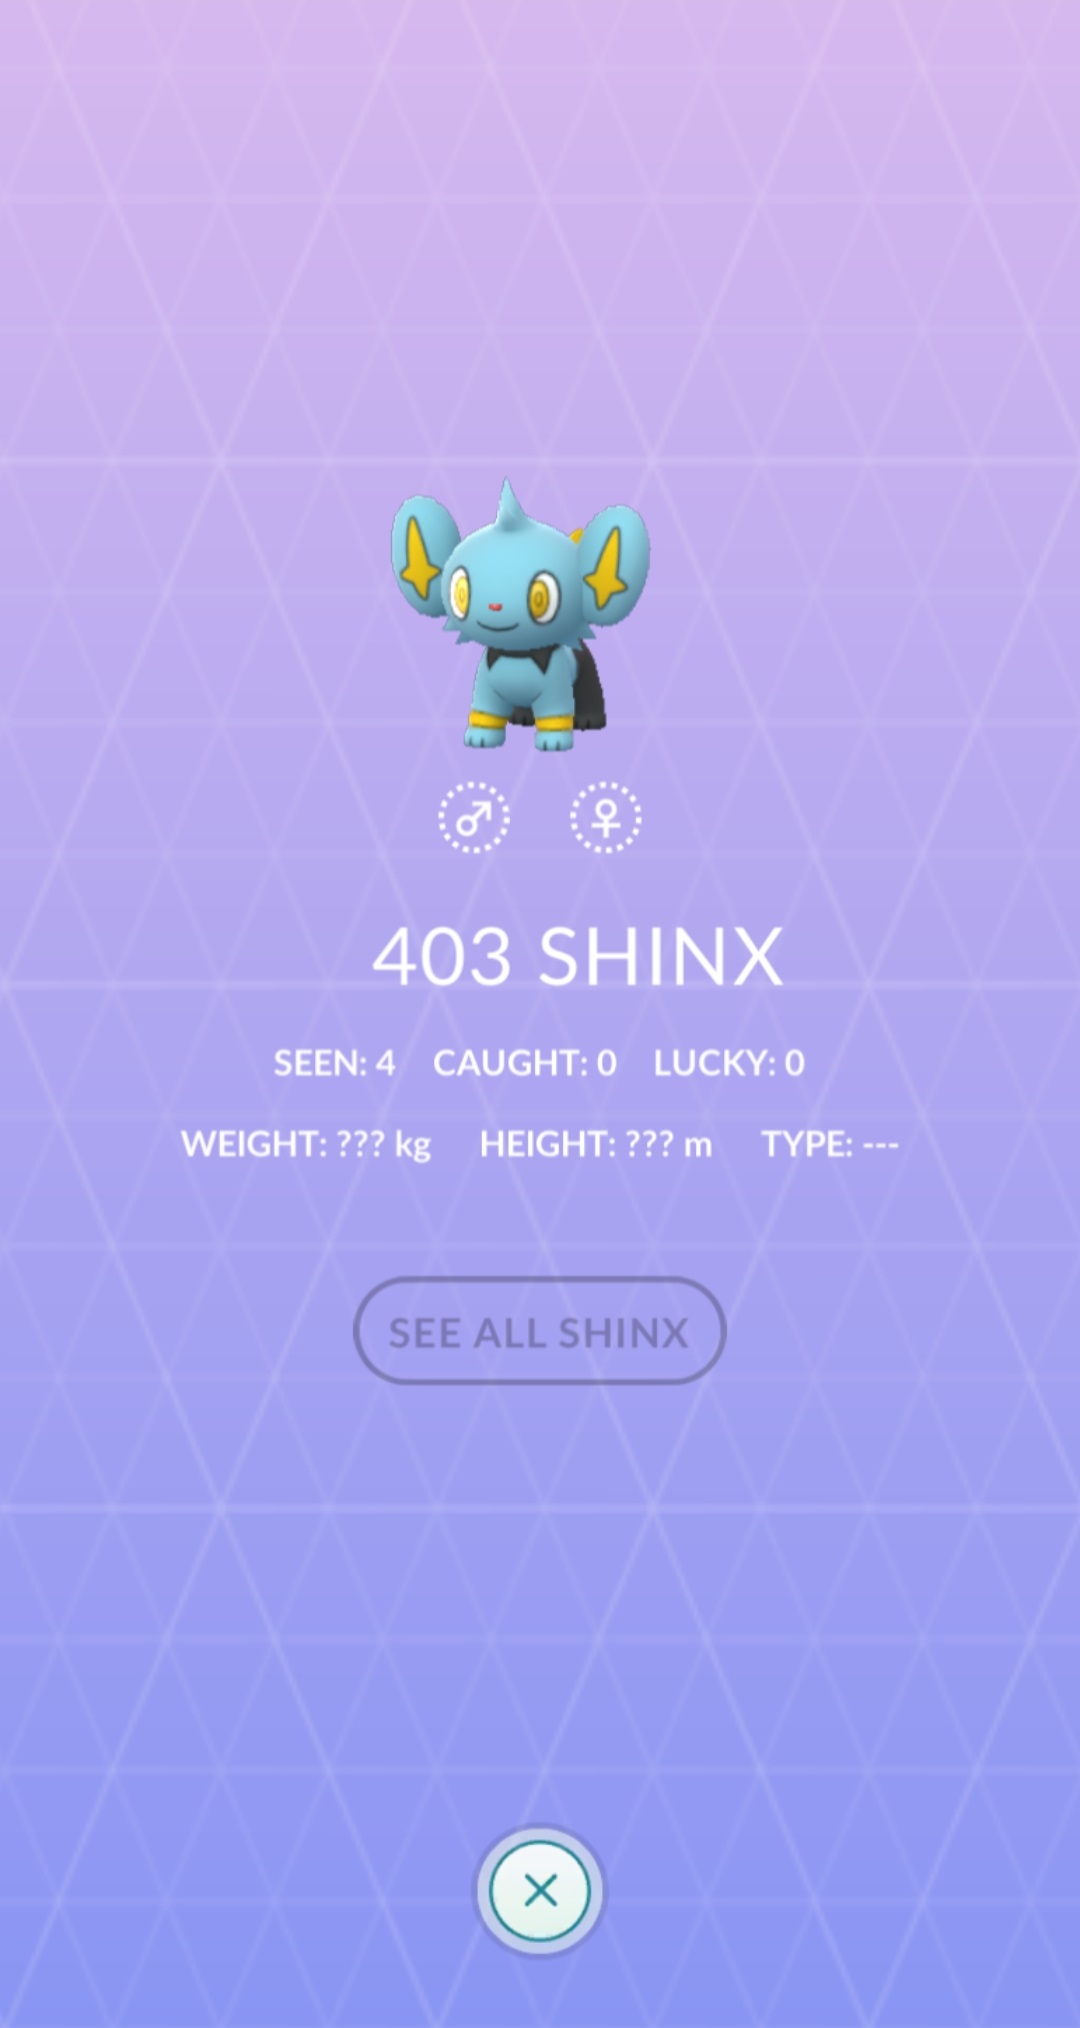 403 SHINX
SEEN: 4 CAUGHT: 0 LUCKY: 0
WEIGHT: ??? kg HEIGHT: ??? m TYPE: ---
SEE ALL SHINX